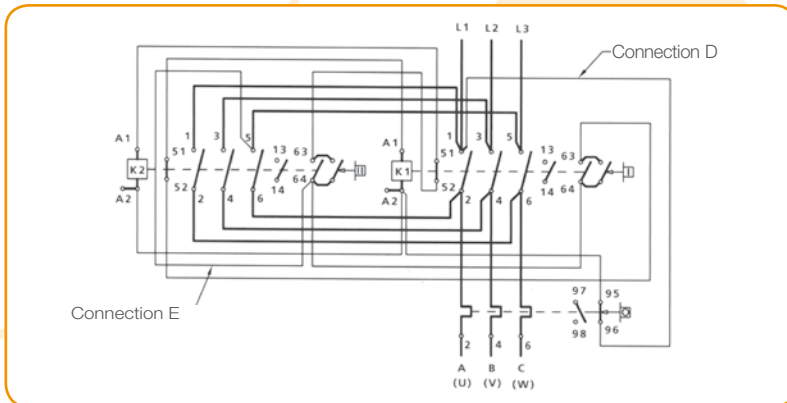 L1 L2 L3
Connection D
1 3 5 1 3 5
A1 51 13 63 A1 51 13 63
K2 K1
52 14 64 52 14 64
A2 2 4 6 A2 2 4 6
Connection E
97 95
98 96
2 4 6
A B C
(U) (V) (W)